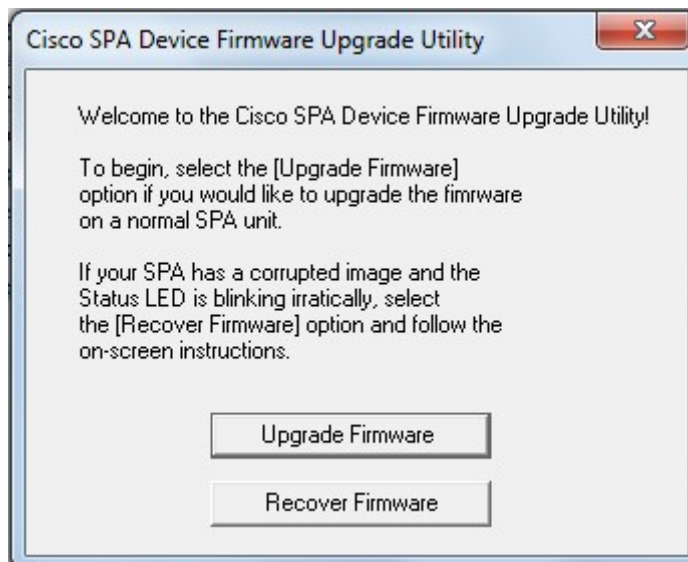 Cisco SPA Device Firmware Upgrade Utility
Welcome to the Cisco SPA Device Firmware Upgrade Utility!
To begin, select the [Upgrade Firmware]
option if you would like to upgrade the fimrware
on a normal SPA unit.
If your SPA has a corrupted image and the
Status LED is blinking irratically, select
the [Recover Firmware] option and follow the
on-screen instructions.
Upgrade Firmware
Recover Firmware